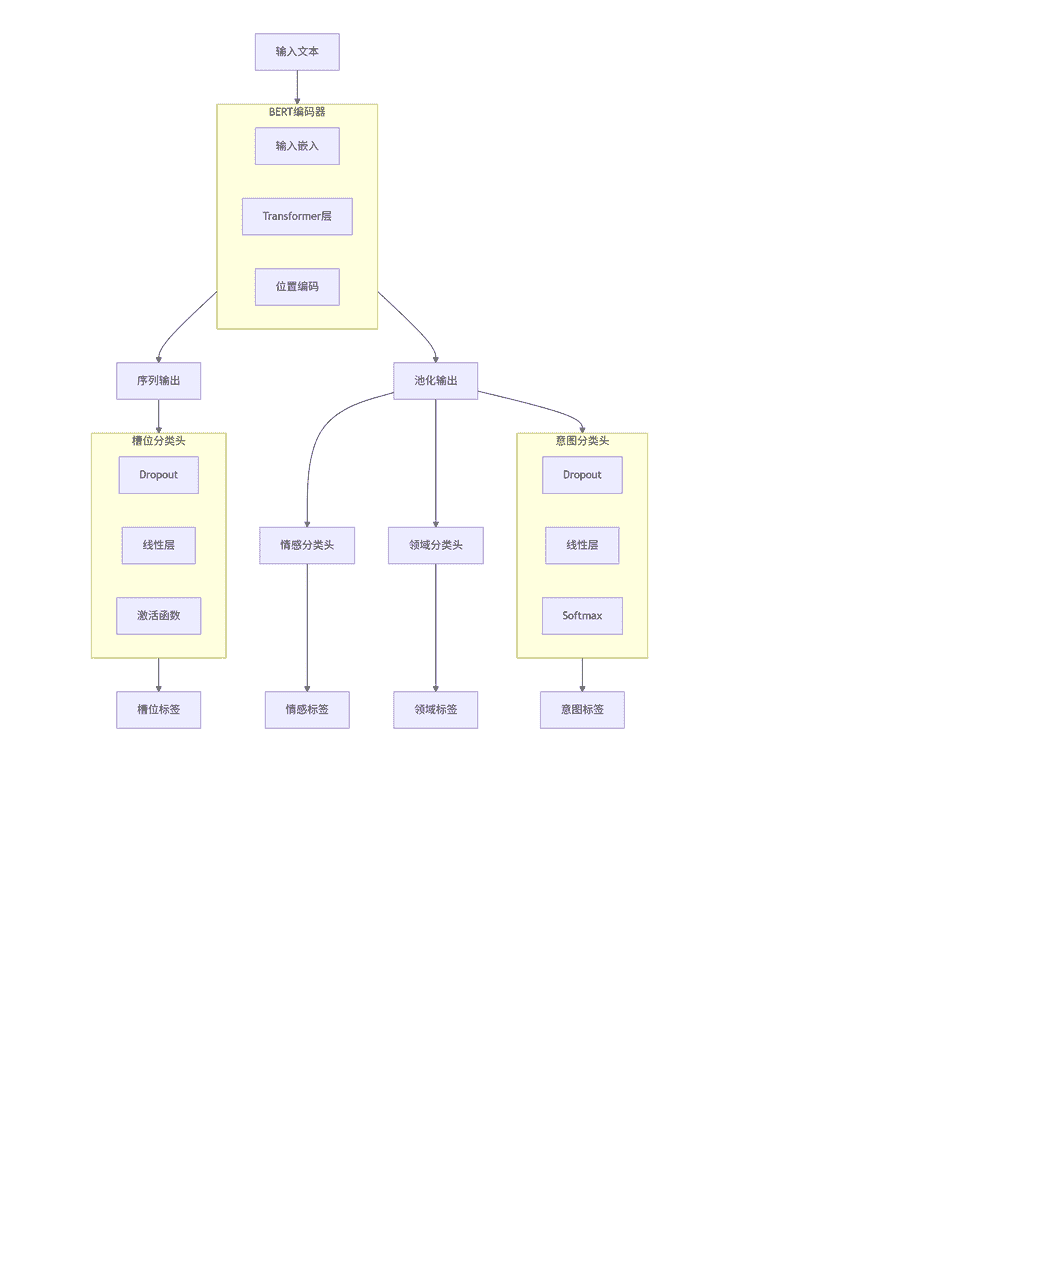 输入文本
BERT编码器
输入嵌入
Transformer层
位置编码
序列输出
池化输出
槽位分类头
Dropout
线性层
激活函数
情感分类头
领域分类头
意图分类头
Dropout
线性层
Softmax
槽位标签
情感标签
领域标签
意图标签